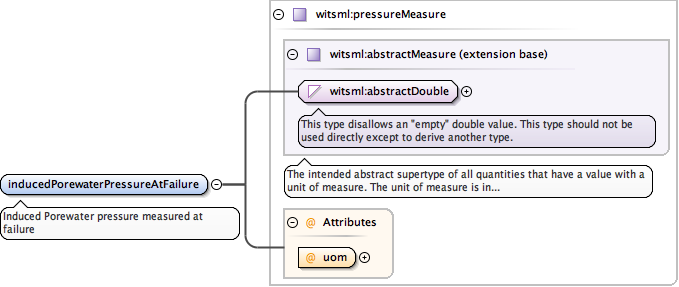 witsml:pressureMeasure
witsml:abstractMeasure (extension base)
witsml:abstractDouble
This type disallows an "empty" double value. This type should not be
used directly except to derive another type.
The intended abstract supertype of all quantities that have a value with a
unit of measure. The unit of measure is in...
inducedPorewaterPressureAtFailure
Induced Porewater pressure measured at
failure
@ Attributes
@ uom